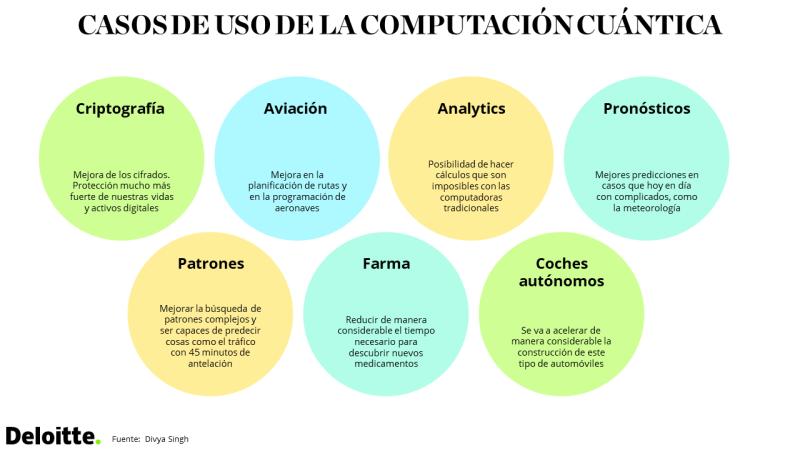 CASOS DE USO DE LA COMPUTACIÓN CUÁNTICA
Criptografía
Mejora de los cifrados.
Protección mucho más
fuerte de nuestras vidas
y activos digitales
Aviación
Mejora en la
planificación de rutas y
en la programación de
aeronaves
Analytics
Posibilidad de hacer
cálculos que son
imposibles con las
computadoras
tradicionales
Pronósticos
Mejores predicciones en
casos que hoy en día
con complicados, como
la meteorología
Patrones
Mejorar la búsqueda de
patrones complejos y
ser capaces de predecir
cosas como el tráfico
con 45 minutos de
antelación
Farma
Reducir de manera
considerable el tiempo
necesario para
descubrir nuevos
medicamentos
Coches
autónomos
Se va a acelerar de
manera considerable la
construcción de este
tipo de automóviles
Deloitte.
Fuente: Divya Singh